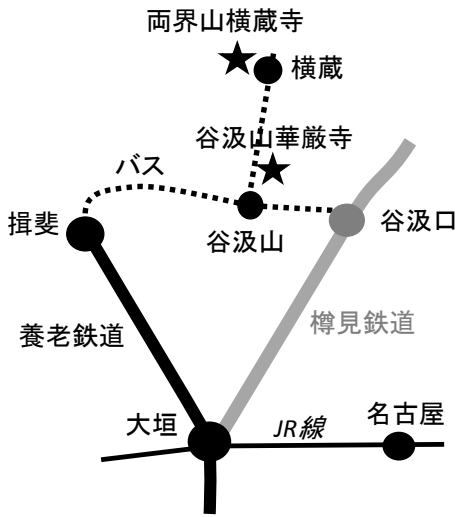 両界山横蔵寺
横蔵
谷汲山華厳寺
バス
谷汲山
谷汲口
揖斐
養老鉄道
樽見鉄道
大垣
JR線
名古屋